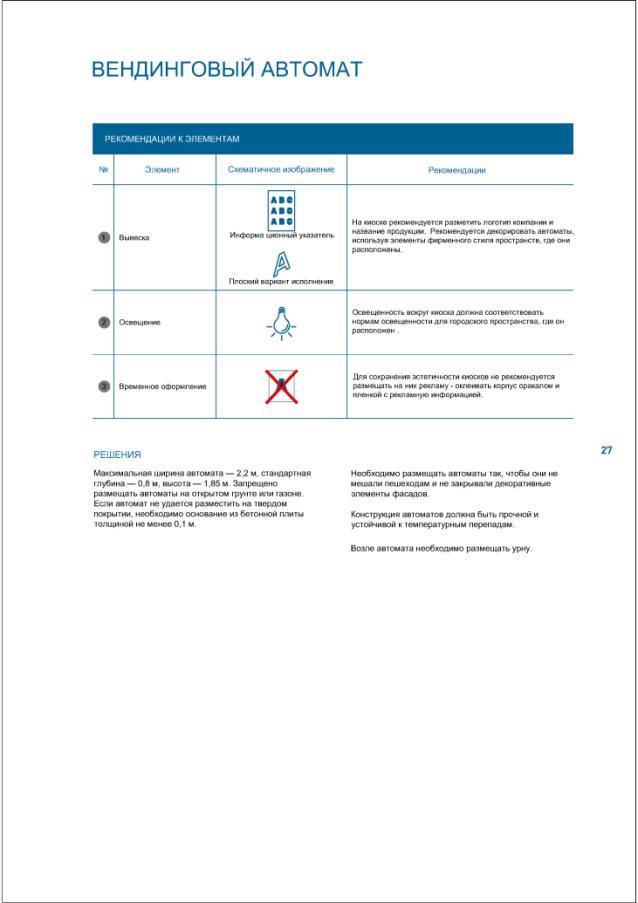 ВЕНДИНГОВЫЙ АВТОМАТ
РЕКОМЕНДАЦИИ К ЭЛЕМЕНТАМ
№ Элемент Схематичное изображение Рекомендации
1 Вывеска
ABC
ABC
ABC
Информа ционный указатель
A
Плоский вариант исполнения
На киоске рекомендуется разметить логотип компании и
название продукции. Рекомендуется декорировать автоматы,
используя элементы фирменного стиля пространств, где они
расположены.
2 Освещение
Освещенность вокруг киоска должна соответствовать
нормам освещенности для городского пространства, где он
расположен .
3 Временное оформление
Для сохранения эстетичности киосков не рекомендуется
размещать на них рекламу - оклеивать корпус оракалом и
пленкой с рекламную информацией.
27
РЕШЕНИЯ
Максимальная ширина автомата — 2,2 м, стандартная
глубина — 0,8 м, высота — 1,85 м. Запрещено
размещать автоматы на открытом грунте или газоне.
Если автомат не удается разместить на твердом
покрытии, необходимо основание из бетонной плиты
толщиной не менее 0,1 м.
Необходимо размещать автоматы так, чтобы они не
мешали пешеходам и не закрывали декоративные
элементы фасадов.
Конструкция автоматов должна быть прочной и
устойчивой к температурным перепадам.
Возле автомата необходимо размещать урну.